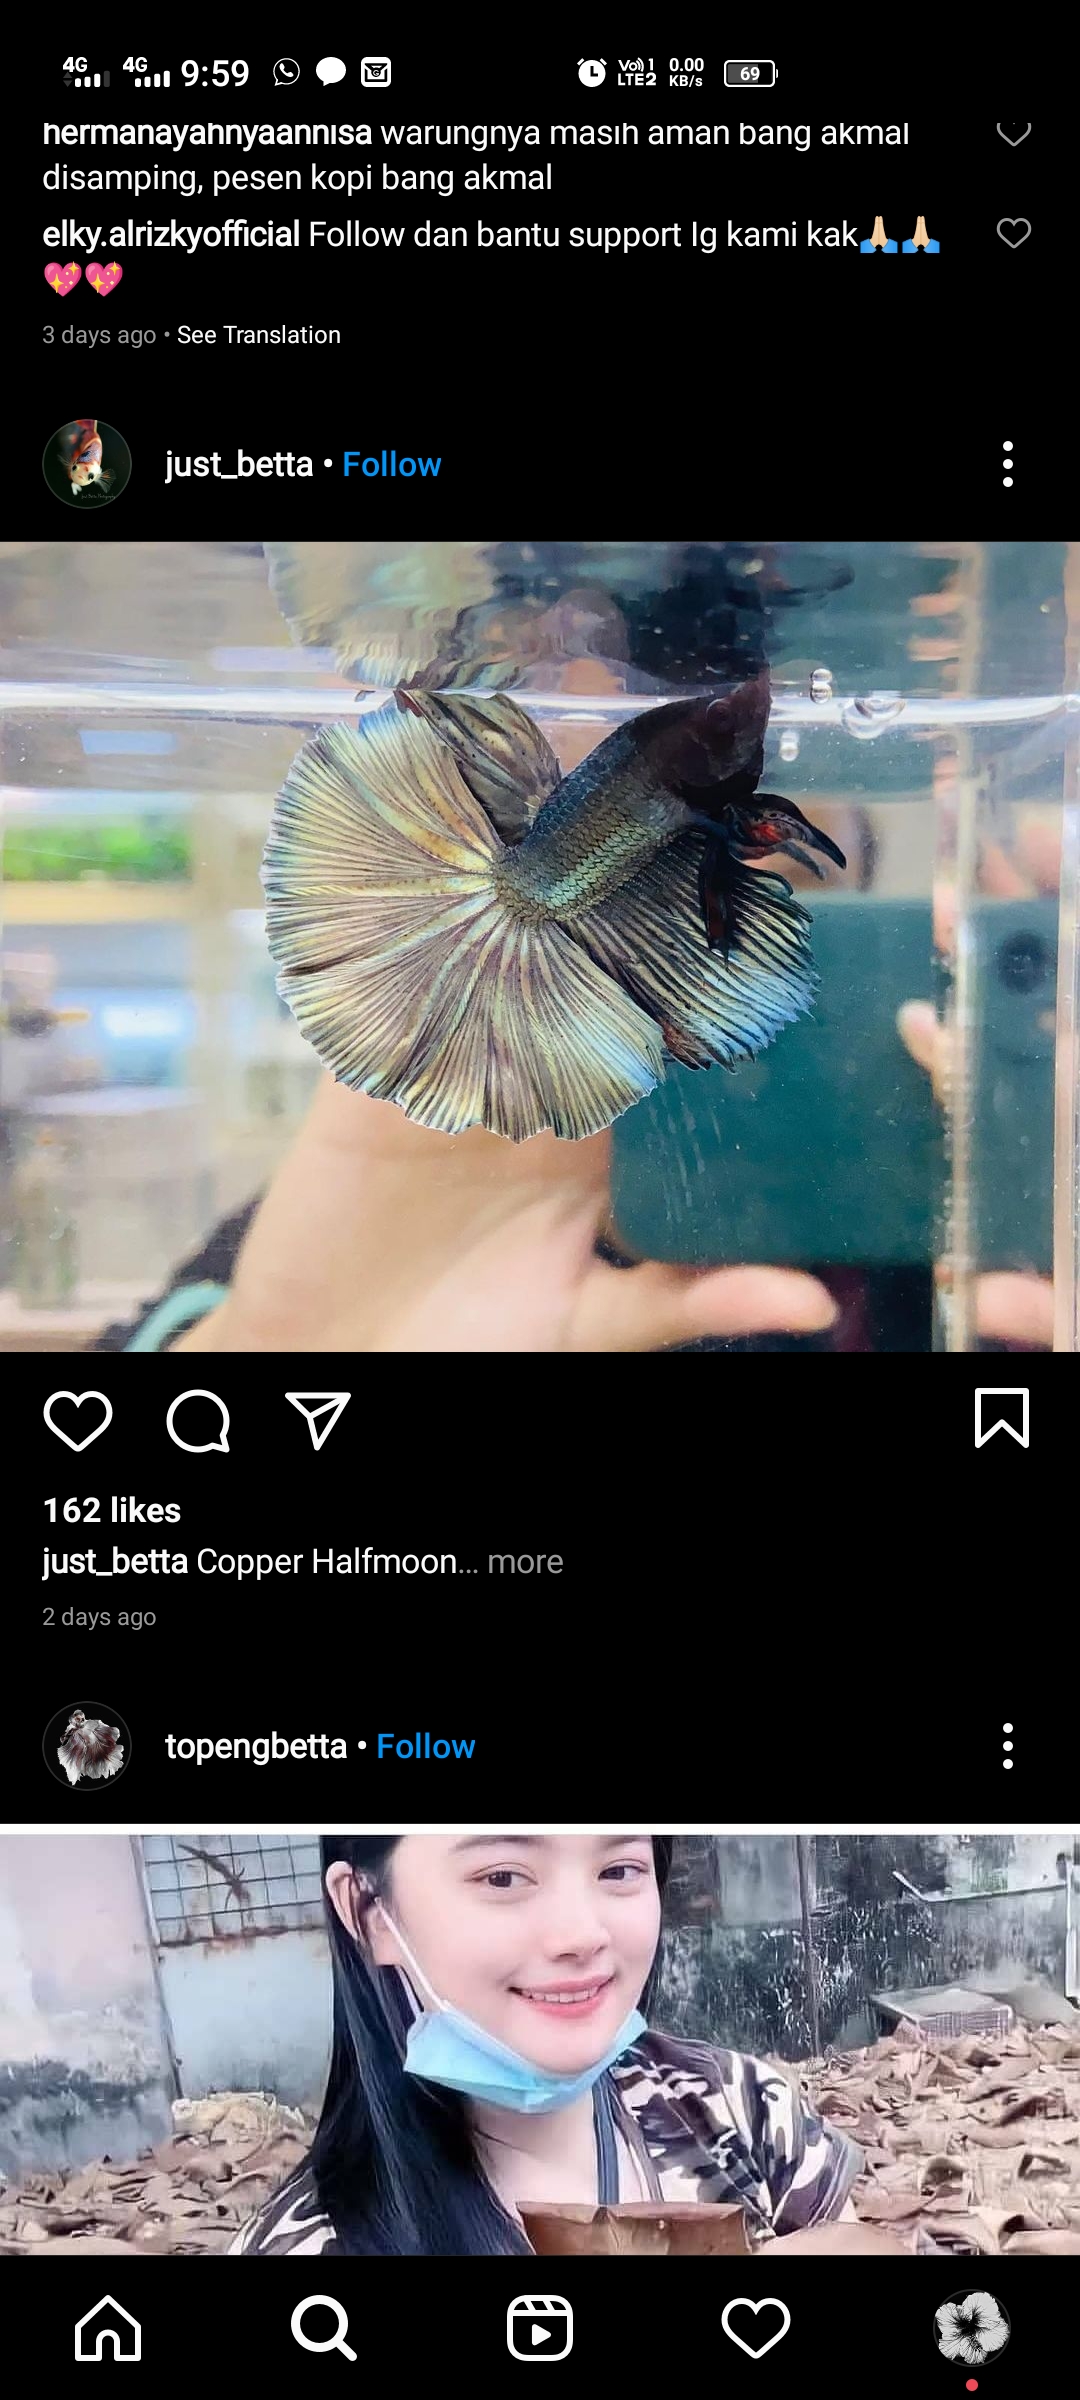 4G 4G 9:59 Vo) 1 LTE2 0.00 KB/s 69
hermanayahnyaannisa warungnya masih aman bang akmal
disamping, pesen kopi bang akmal
elky.alrizkyofficial Follow dan bantu support Ig kami kak🙏🏼🙏🏼
💖💖
3 days ago • See Translation
just_betta • Follow
162 likes
just_betta Copper Halfmoon... more
2 days ago
topengbetta • Follow